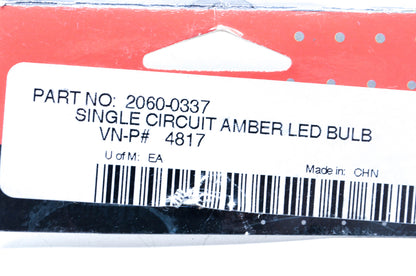 PART NO: 2060-0337
SINGLE CIRCUIT AMBER LED BULB
VN-P# 4817
U of M: EA Made in: CHN